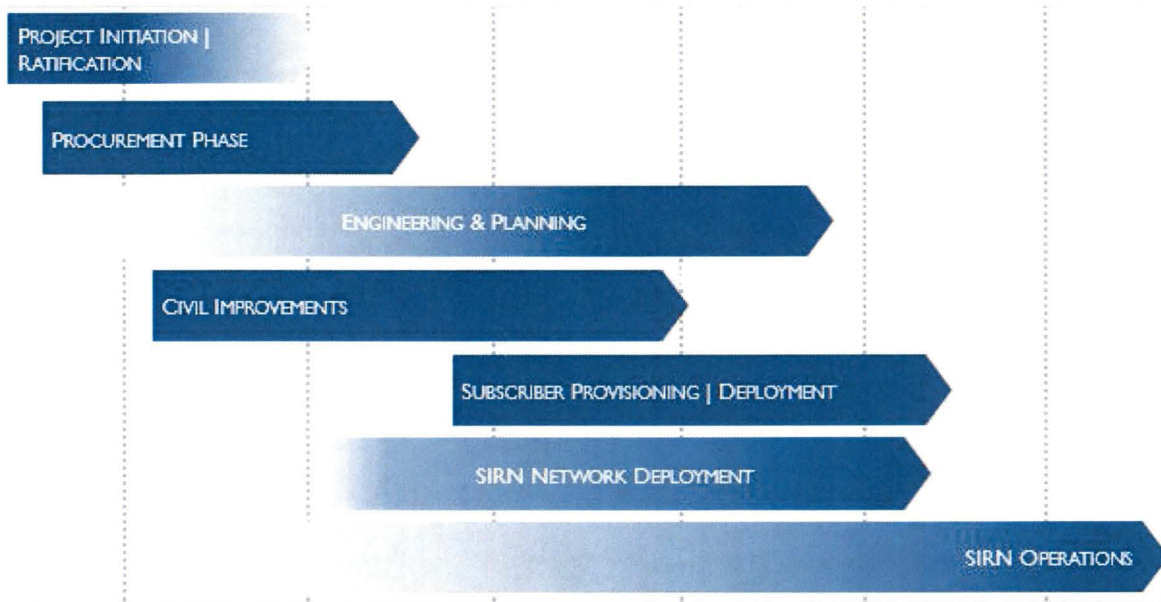 PROJECT INITIATION |
RATIFICATION
PROCUREMENT PHASE
ENGINEERING & PLANNING
CIVIL IMPROVEMENTS
SUBSCRIBER PROVISIONING | DEPLOYMENT
SIRN NETWORK DEPLOYMENT
SIRN OPERATIONS